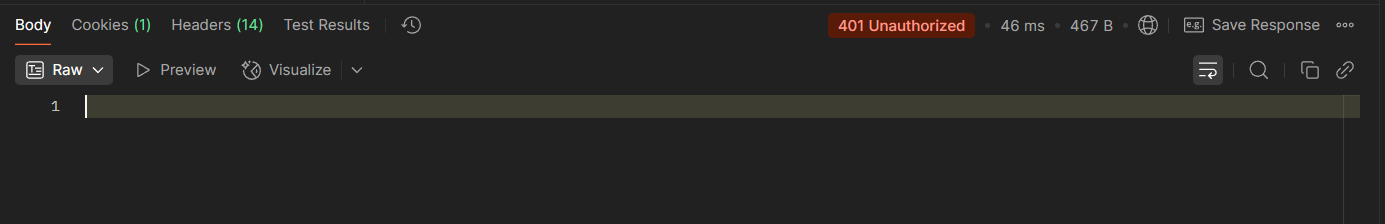 Body Cookies (1) Headers (14) Test Results 401 Unauthorized • 46 ms • 467 B • e.g. Save Response
Raw Preview Visualize
1